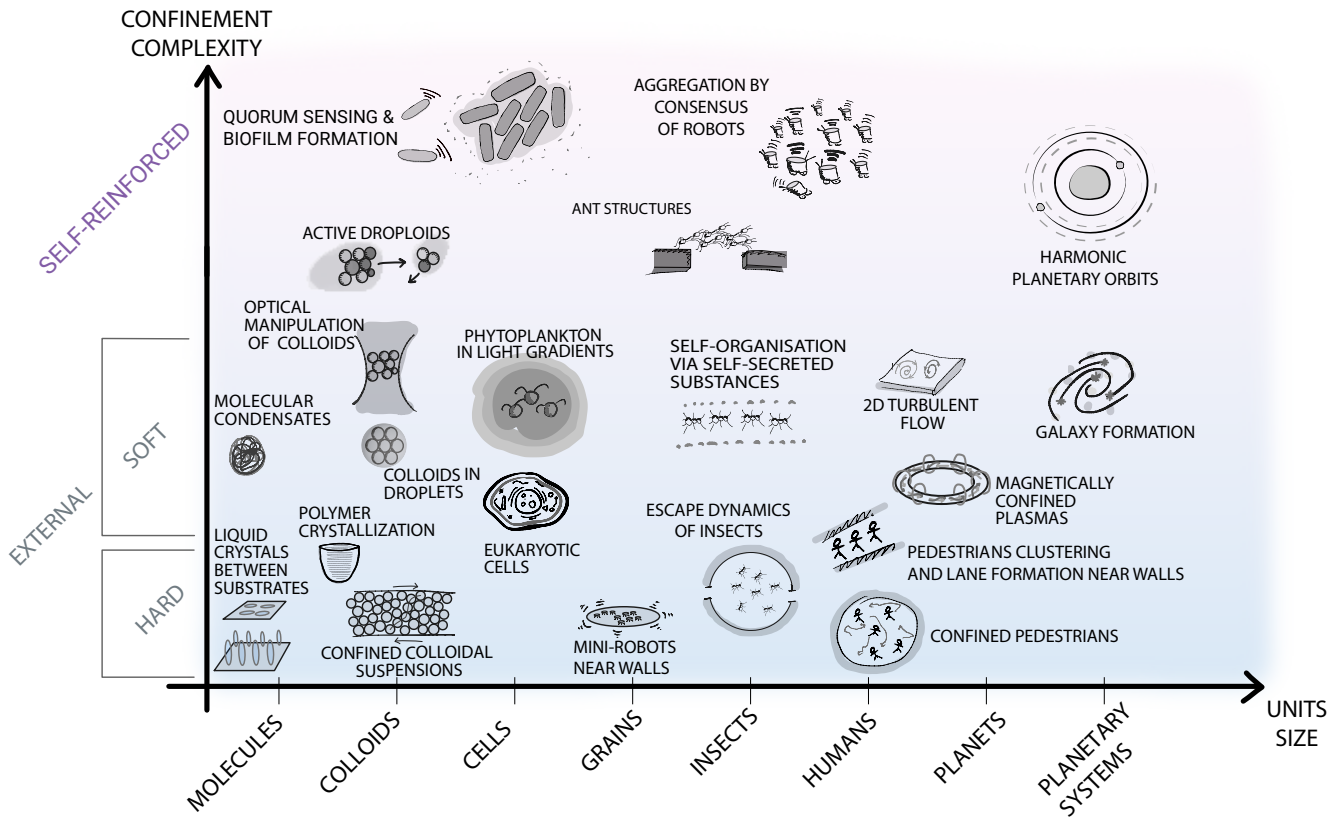 CONFINEMENT
COMPLEXITY
SELF-REINFORCED
EXTERNAL
SOFT
HARD
QUORUM SENSING &
BIOFILM FORMATION
AGGREGATION BY
CONSENSUS
OF ROBOTS
ANT STRUCTURES
ACTIVE DROPLOIDS
HARMONIC
PLANETARY ORBITS
OPTICAL
MANIPULATION
OF COLLOIDS
PHYTOPLANKTON
IN LIGHT GRADIENTS
SELF-ORGANISATION
VIA SELF-SECRETED
SUBSTANCES
2D TURBULENT
FLOW
GALAXY FORMATION
MOLECULAR
CONDENSATES
COLLOIDS IN
DROPLETS
MAGNETICALLY
CONFINED
PLASMAS
POLYMER
CRYSTALLIZATION
EUKARYOTIC
CELLS
ESCAPE DYNAMICS
OF INSECTS
PEDESTRIANS CLUSTERING
AND LANE FORMATION NEAR WALLS
LIQUID
CRYSTALS
BETWEEN
SUBSTRATES
CONFINED COLLOIDAL
SUSPENSIONS
MINI-ROBOTS
NEAR WALLS
CONFINED PEDESTRIANS
MOLECULES
COLLOIDS
CELLS
GRAINS
INSECTS
HUMANS
PLANETS
PLANETARY
SYSTEMS
UNITS
SIZE